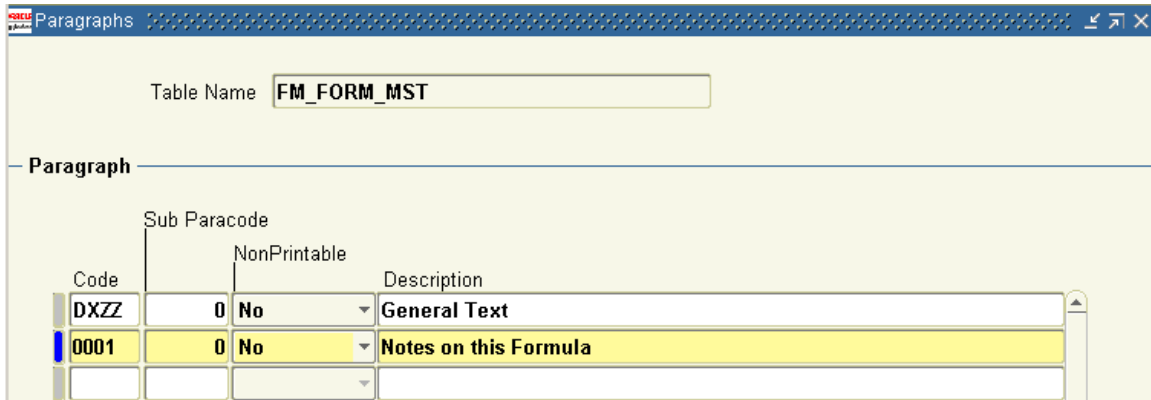 Paragraphs
Table Name FM_FORM_MST
Paragraph
Sub Paracode
NonPrintable
Code Description
DXZZ 0 No General Text
0001 0 No Notes on this Formula